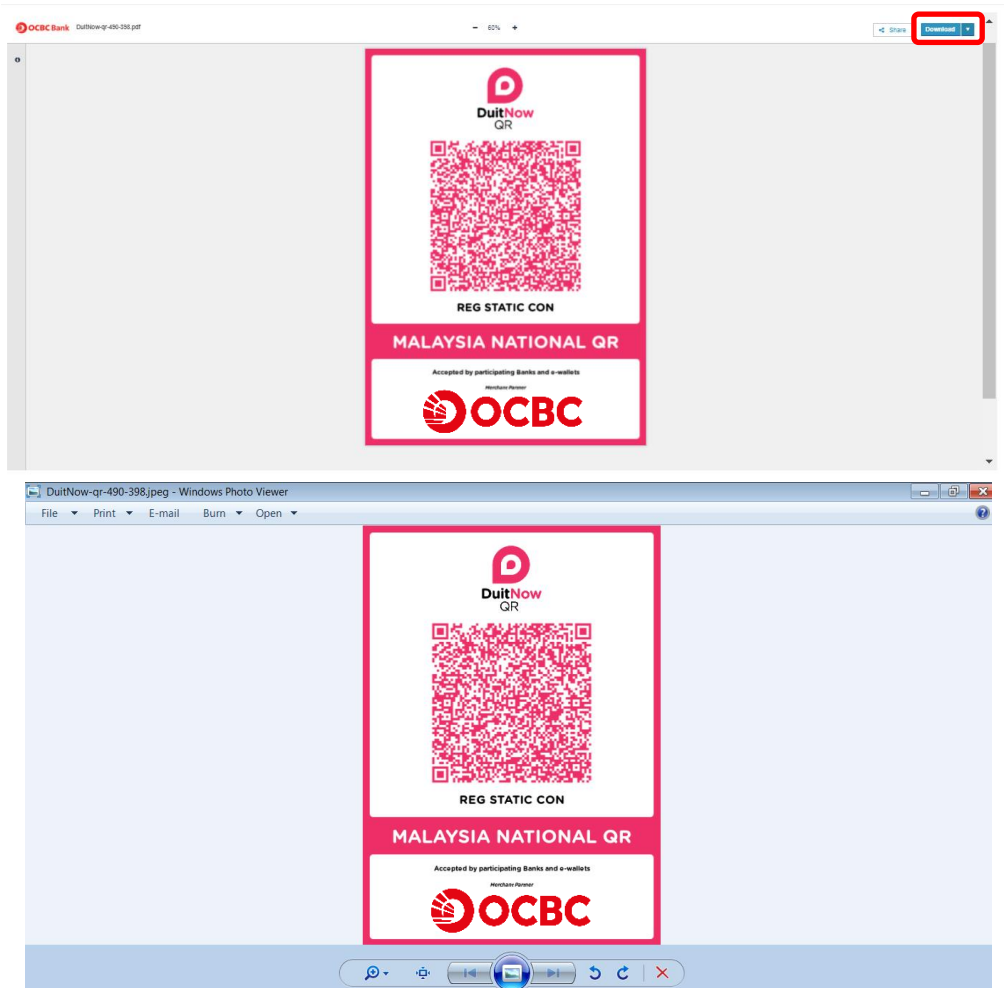 OCBC Bank DuitNow-qr-490-398.pdf
− 60% +
Share Download
DuitNow
QR
REG STATIC CON
MALAYSIA NATIONAL QR
Accepted by participating Banks and e-wallets
Merchant Partner
OCBC
DuitNow-qr-490-398.jpeg - Windows Photo Viewer
File Print E-mail Burn Open
DuitNow
QR
REG STATIC CON
MALAYSIA NATIONAL QR
Accepted by participating Banks and e-wallets
Merchant Partner
OCBC